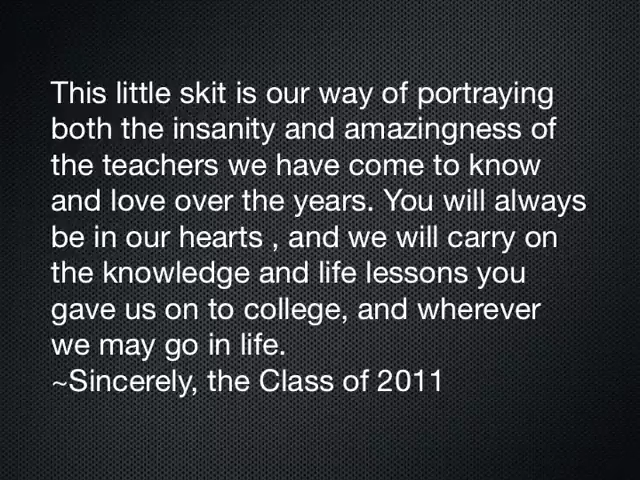 This little skit is our way of portraying
both the insanity and amazingness of
the teachers we have come to know
and love over the years. You will always
be in our hearts , and we will carry on
the knowledge and life lessons you
gave us on to college, and wherever
we may go in life.
~Sincerely, the Class of 2011